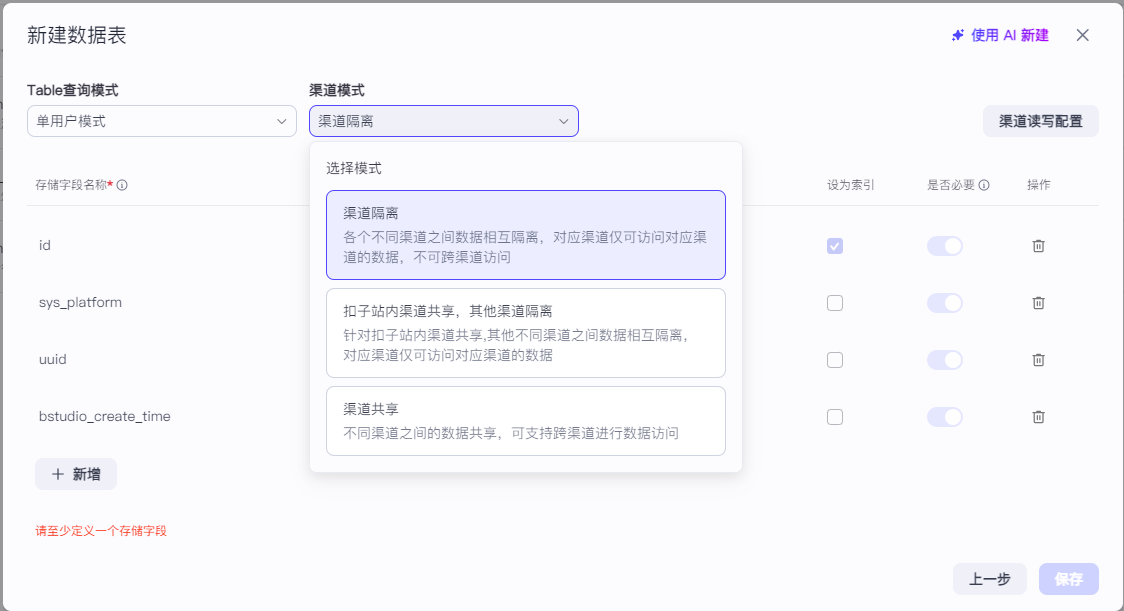 新建数据表
使用 AI 新建
Table查询模式
渠道模式
单用户模式
渠道隔离
渠道读写配置
选择模式
渠道隔离
各个不同渠道之间数据相互隔离，对应渠道仅可访问对应渠
道的数据，不可跨渠道访问
扣子站内渠道共享，其他渠道隔离
针对扣子站内渠道共享,其他不同渠道之间数据相互隔离，
对应渠道仅可访问对应渠道的数据
渠道共享
不同渠道之间的数据共享，可支持跨渠道进行数据访问
存储字段名称*
设为索引
是否必要
操作
id
sys_platform
uuid
bstudio_create_time
新增
请至少定义一个存储字段
上一步
保存